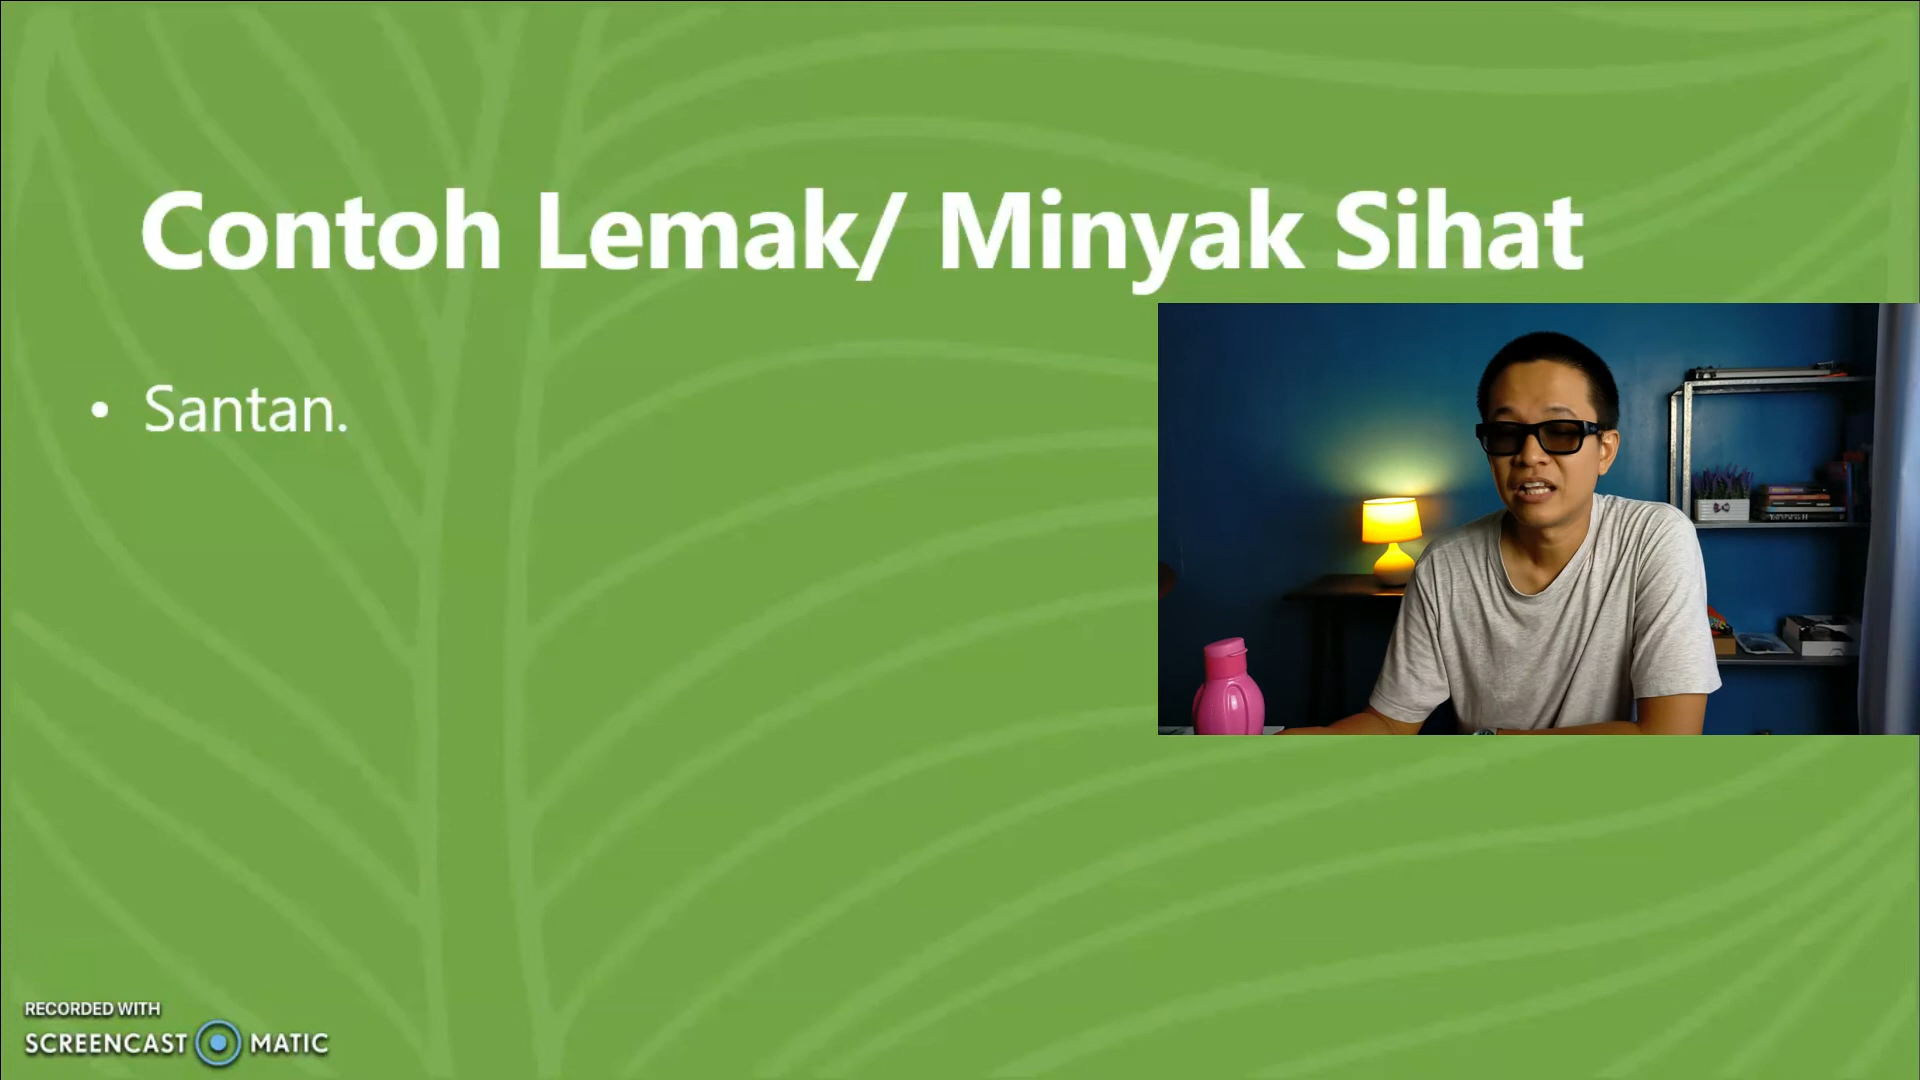 Contoh Lemak/ Minyak Sihat
• Santan.
RECORDED WITH
SCREENCAST MATIC